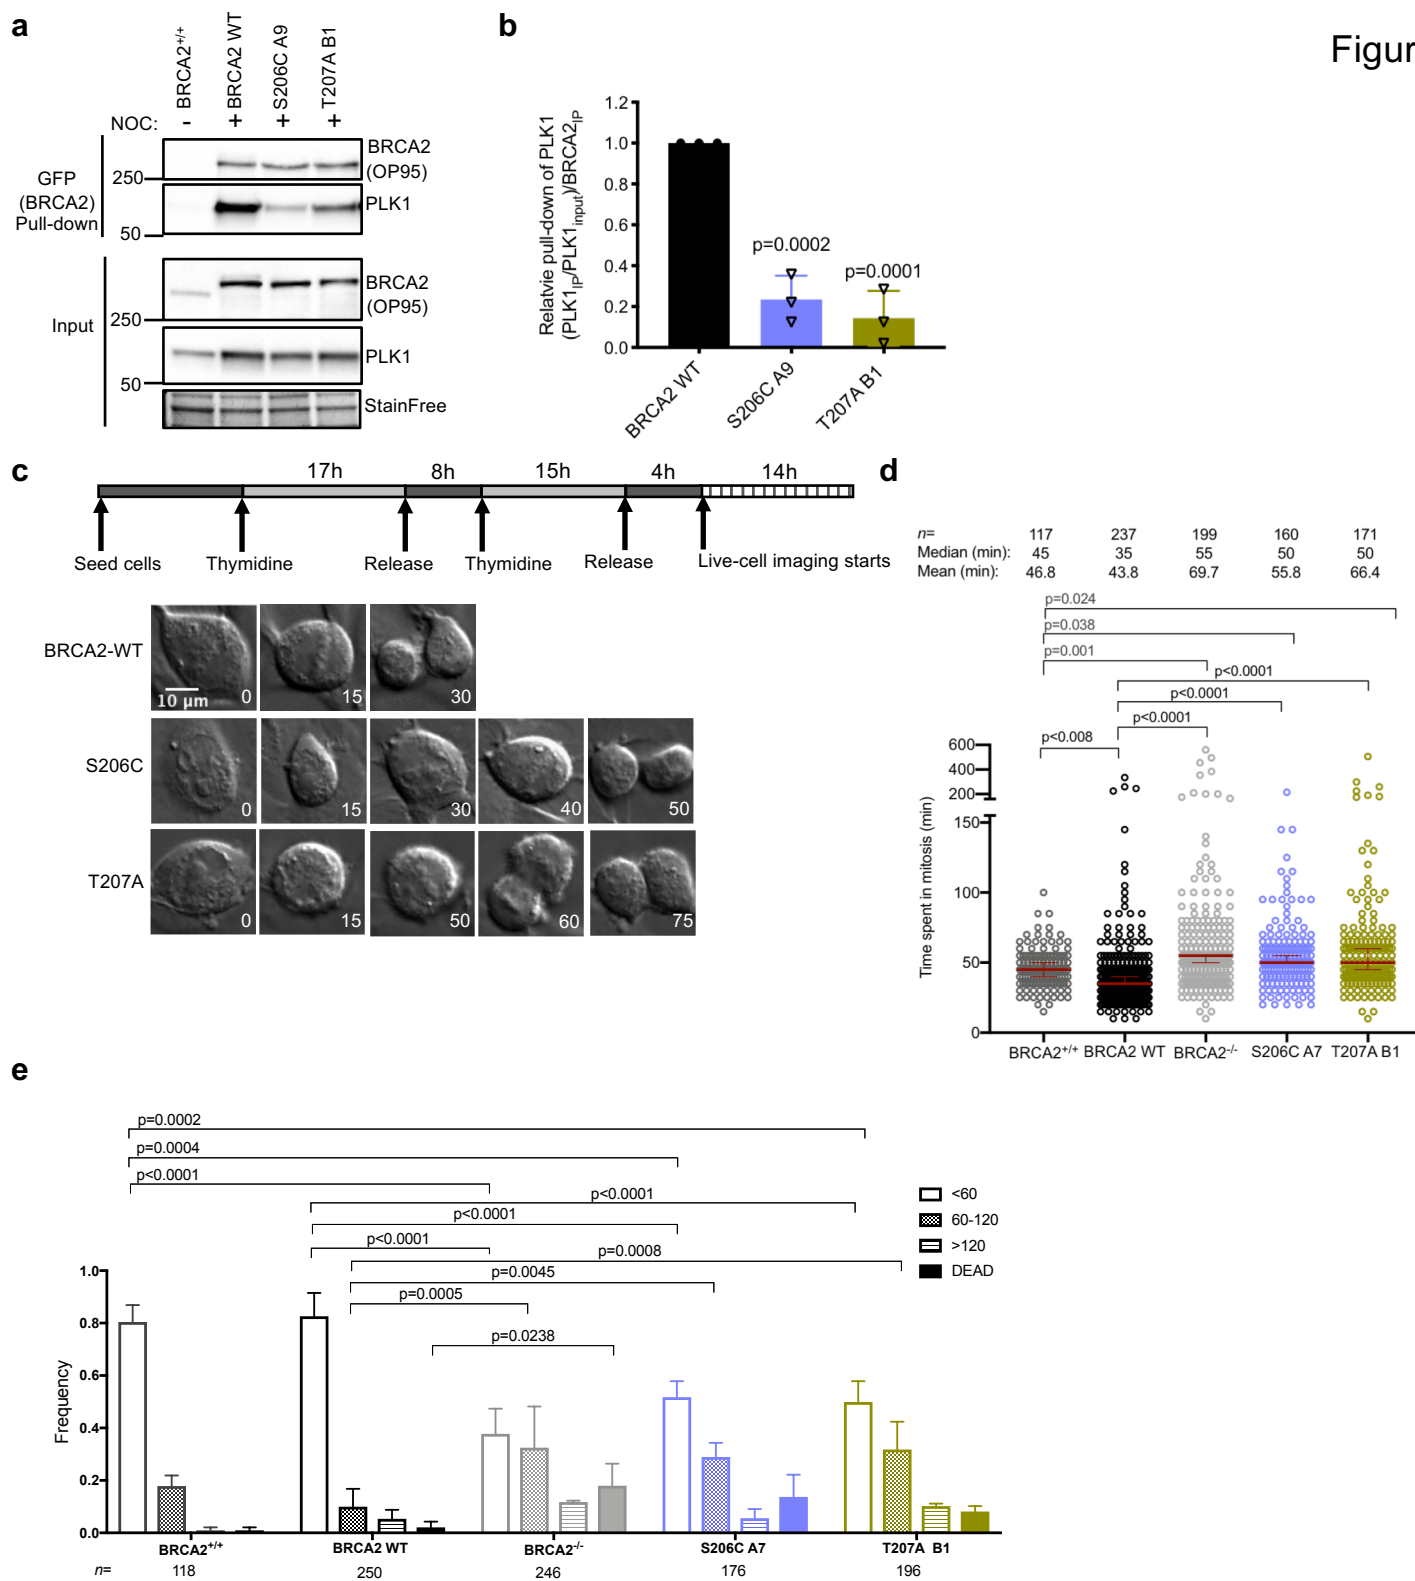 Figur
a
BRCA2+/+
BRCA2 WT
S206C A9
T207A B1
NOC: - + + +
GFP
(BRCA2)
Pull-down
250
50
BRCA2
(OP95)
PLK1
Input
250
50
BRCA2
(OP95)
PLK1
StainFree
b
Relatvie pull-down of PLK1
(PLK1IP/PLK1input)/BRCA2IP
1.2
1.0
0.8
0.6
0.4
0.2
0.0
p=0.0002
p=0.0001
BRCA2 WT
S206C A9
T207A B1
c
17h 8h 15h 4h 14h
Seed cells Thymidine Release Thymidine Release Live-cell imaging starts
BRCA2-WT
10 µm
0 15 30
S206C
0 15 30 40 50
T207A
0 15 50 60 75
d
n= 117 237 199 160 171
Median (min): 45 35 55 50 50
Mean (min): 46.8 43.8 69.7 55.8 66.4
p=0.024
p=0.038
p=0.001
p<0.0001
p<0.0001
p<0.0001
p<0.008
Time spent in mitosis (min)
600
400
200
150
100
50
0
BRCA2+/+ BRCA2 WT BRCA2-/- S206C A7 T207A B1
e
p=0.0002
p=0.0004
p<0.0001
p<0.0001
p<0.0001
p<0.0001
p=0.0008
p=0.0045
p=0.0005
p=0.0238
<60
60-120
>120
DEAD
Frequency
1.0
0.8
0.6
0.4
0.2
0.0
BRCA2+/+ BRCA2 WT BRCA2-/- S206C A7 T207A B1
n= 118 250 246 176 196